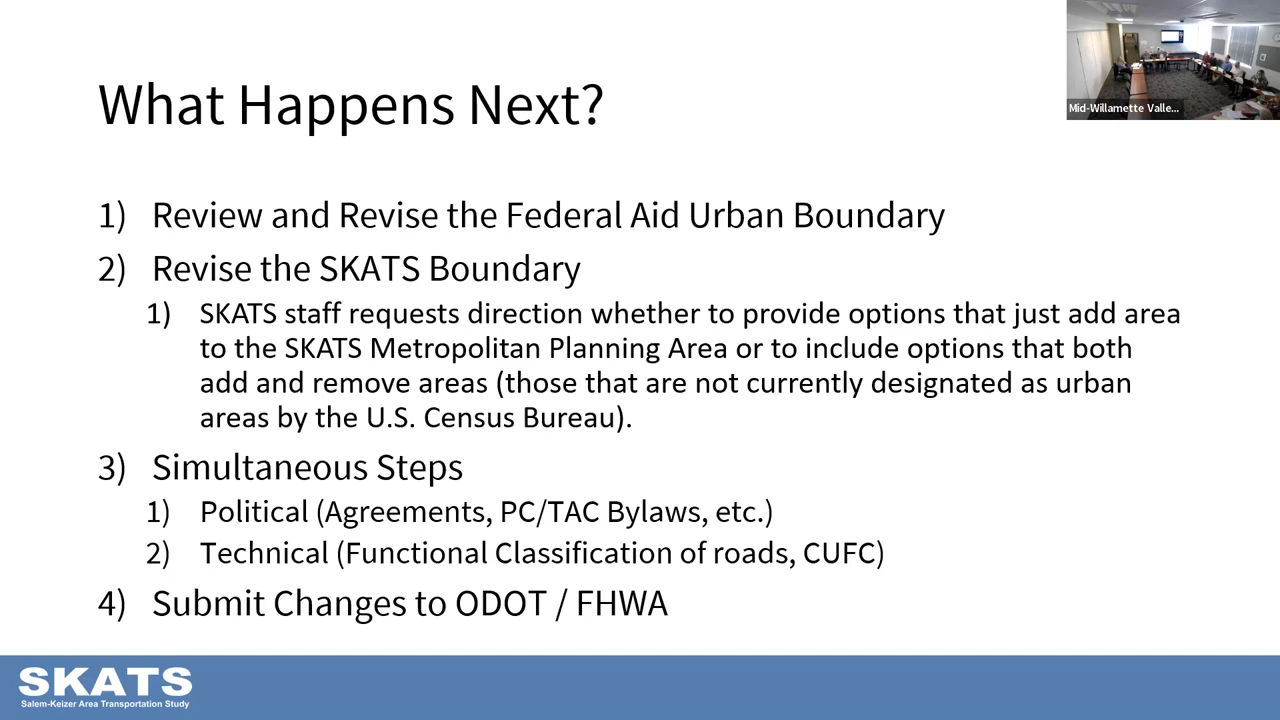 Mid-Willamette Valle...
What Happens Next?
1) Review and Revise the Federal Aid Urban Boundary
2) Revise the SKATS Boundary
1) SKATS staff requests direction whether to provide options that just add area
to the SKATS Metropolitan Planning Area or to include options that both
add and remove areas (those that are not currently designated as urban
areas by the U.S. Census Bureau).
3) Simultaneous Steps
1) Political (Agreements, PC/TAC Bylaws, etc.)
2) Technical (Functional Classification of roads, CUFC)
4) Submit Changes to ODOT / FHWA
SKATS
Salem-Keizer Area Transportation Study